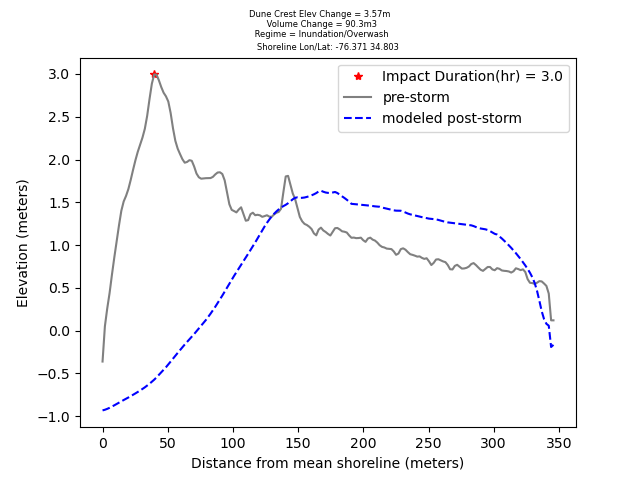 Dune Crest Elev Change = 3.57m
Volume Change = 90.3m3
Regime = Inundation/Overwash
Shoreline Lon/Lat: -76.371 34.803
Impact Duration(hr) = 3.0
pre-storm
modeled post-storm
Elevation (meters)
3.0
2.5
2.0
1.5
1.0
0.5
0.0
−0.5
−1.0
0 50 100 150 200 250 300 350
Distance from mean shoreline (meters)